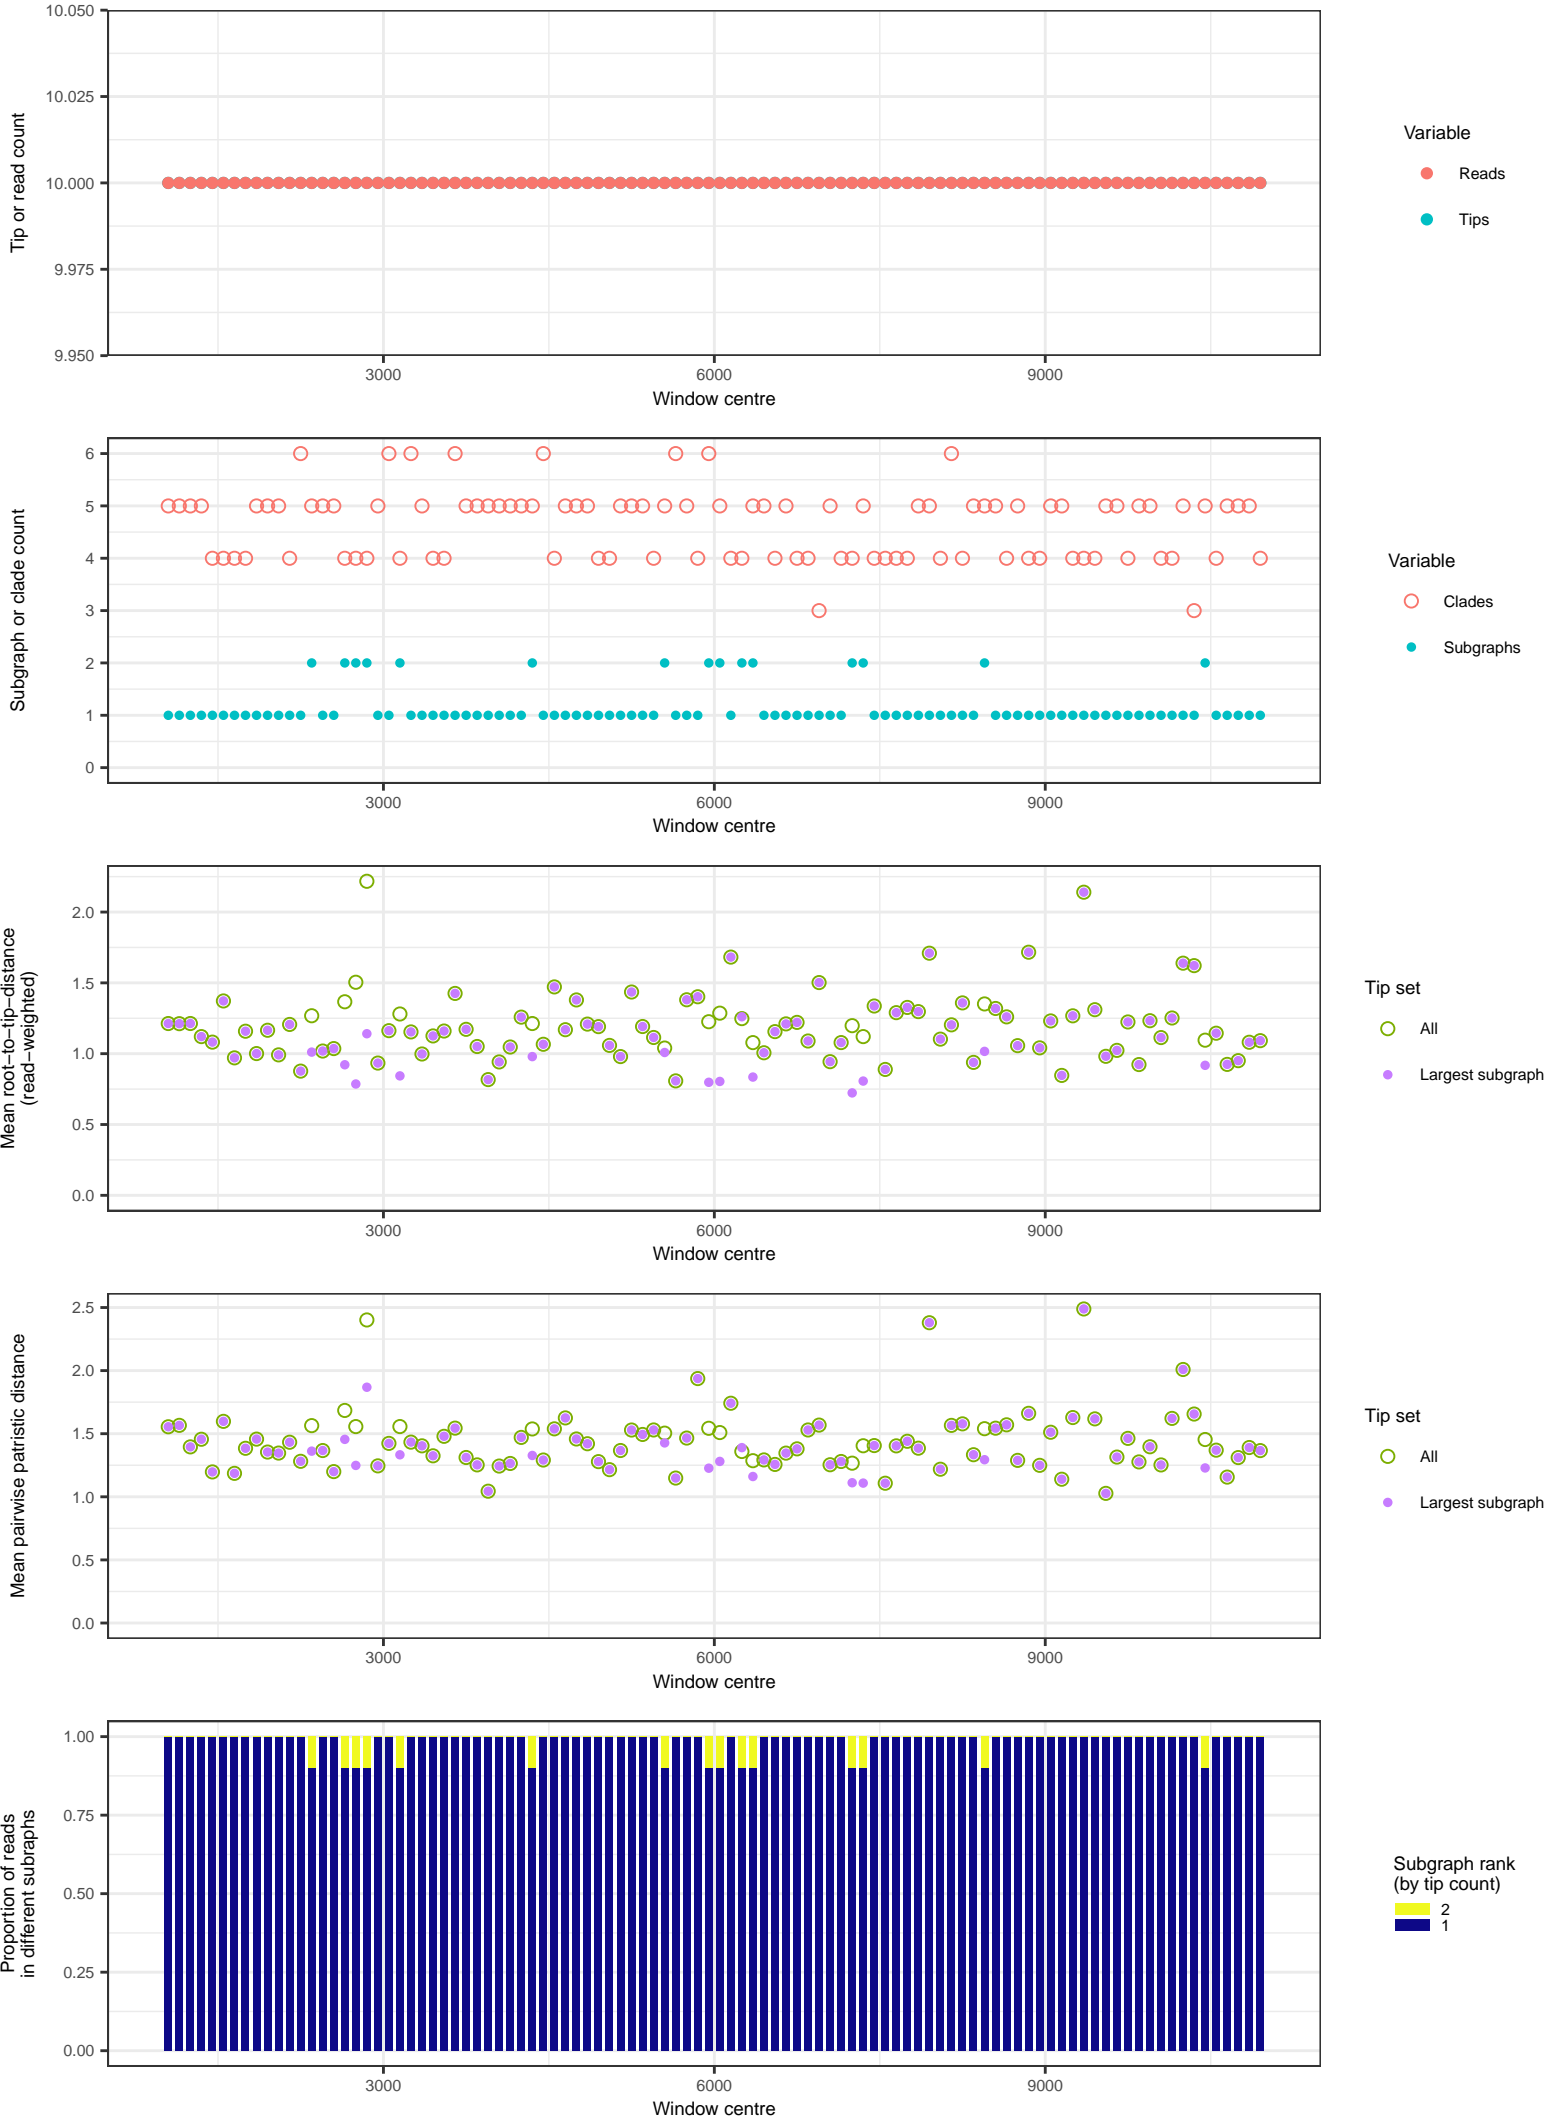 10.050
10.025
10.000
9.975
9.950
Tip or read count
3000 6000 9000
Window centre
Variable
Reads
Tips
6
5
4
3
2
1
0
Subgraph or clade count
3000 6000 9000
Window centre
Variable
Clades
Subgraphs
2.0
1.5
1.0
0.5
0.0
Mean root−to−tip−distance
(read−weighted)
3000 6000 9000
Window centre
Tip set
All
Largest subgraph
2.5
2.0
1.5
1.0
0.5
0.0
Mean pairwise patristic distance
3000 6000 9000
Window centre
Tip set
All
Largest subgraph
1.00
0.75
0.50
0.25
0.00
Proportion of reads
in different subraphs
3000 6000 9000
Window centre
Subgraph rank
(by tip count)
2
1